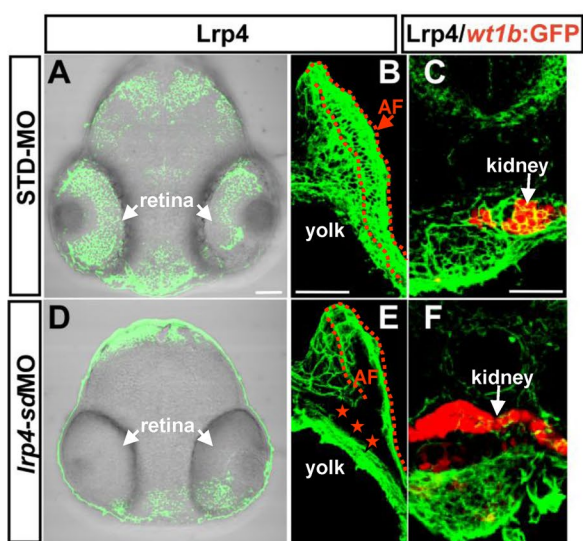 Lrp4
Lrp4/wt1b:GFP
STD-MO
A
retina
B
AF
yolk
C
kidney
lrp4-sdMO
D
retina
E
AF
yolk
F
kidney